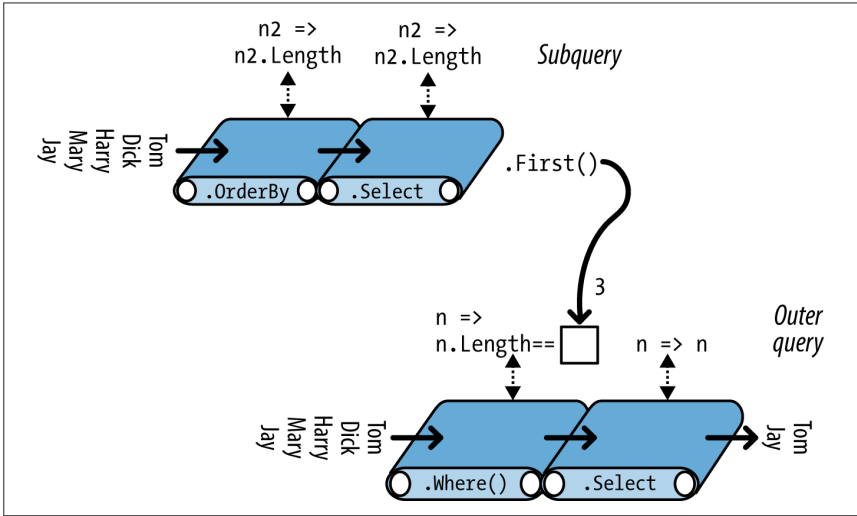 n2 =>
n2.Length
n2 =>
n2.Length
Subquery
Tom
Dick
Harry
Mary
Jay
.OrderBy
.Select
.First()
3
n =>
n.Length==
n => n
Outer
query
Tom
Dick
Harry
Mary
Jay
.Where()
.Select
Tom
Jay